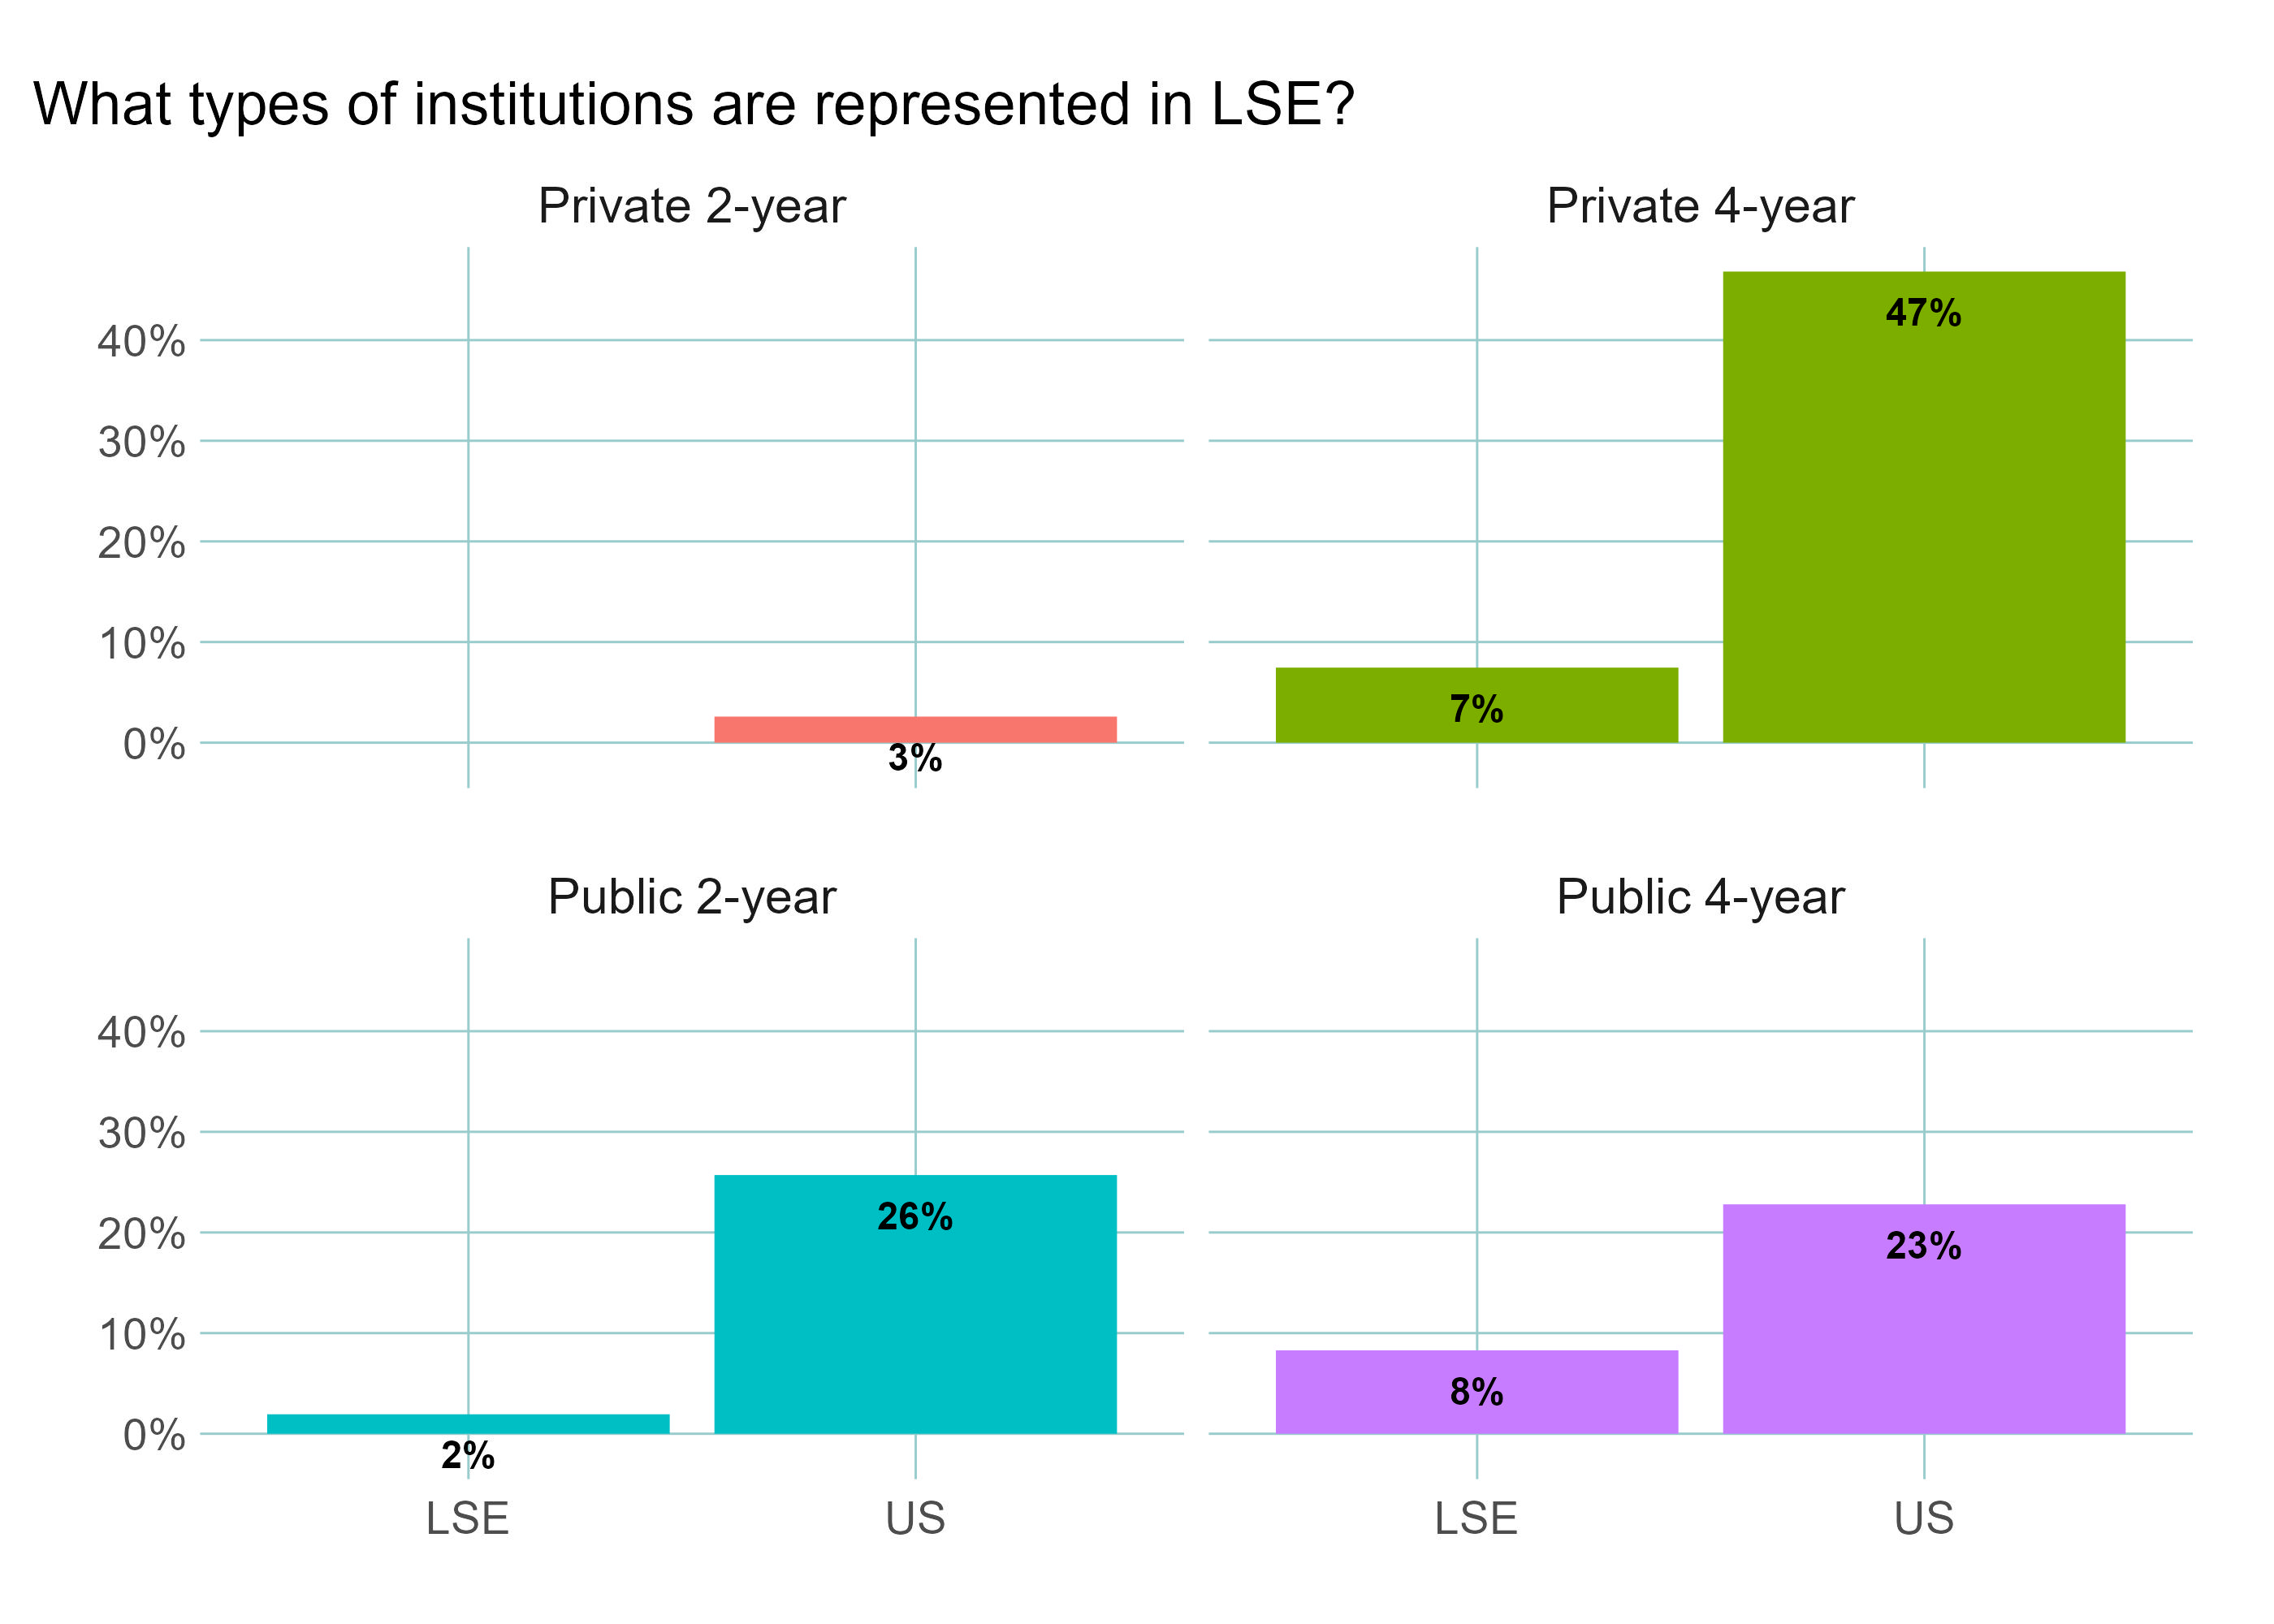 What types of institutions are represented in LSE?
Private 2-year
Private 4-year
40%
30%
20%
10%
0%
3%
7%
47%
Public 2-year
Public 4-year
40%
30%
20%
10%
0%
2%
26%
8%
23%
LSE
US
LSE
US